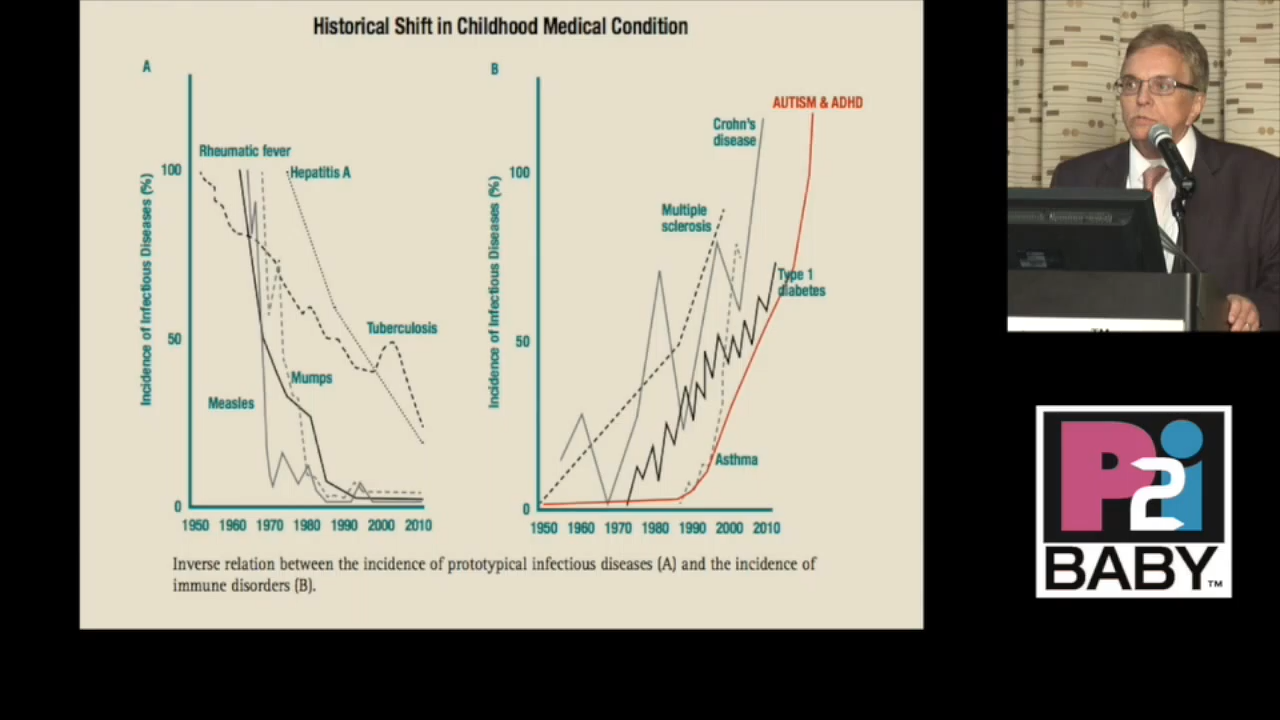 Historical Shift in Childhood Medical Condition
A
Incidence of Infectious Diseases (%)
100
50
0
Rheumatic fever
Hepatitis A
Tuberculosis
Mumps
Measles
1950 1960 1970 1980 1990 2000 2010
B
Incidence of Infectious Diseases (%)
100
50
0
AUTISM & ADHD
Crohn's
disease
Multiple
sclerosis
Type 1
diabetes
Asthma
1950 1960 1970 1980 1990 2000 2010
Inverse relation between the incidence of prototypical infectious diseases (A) and the incidence of
immune disorders (B).
TM
P2i
BABY™